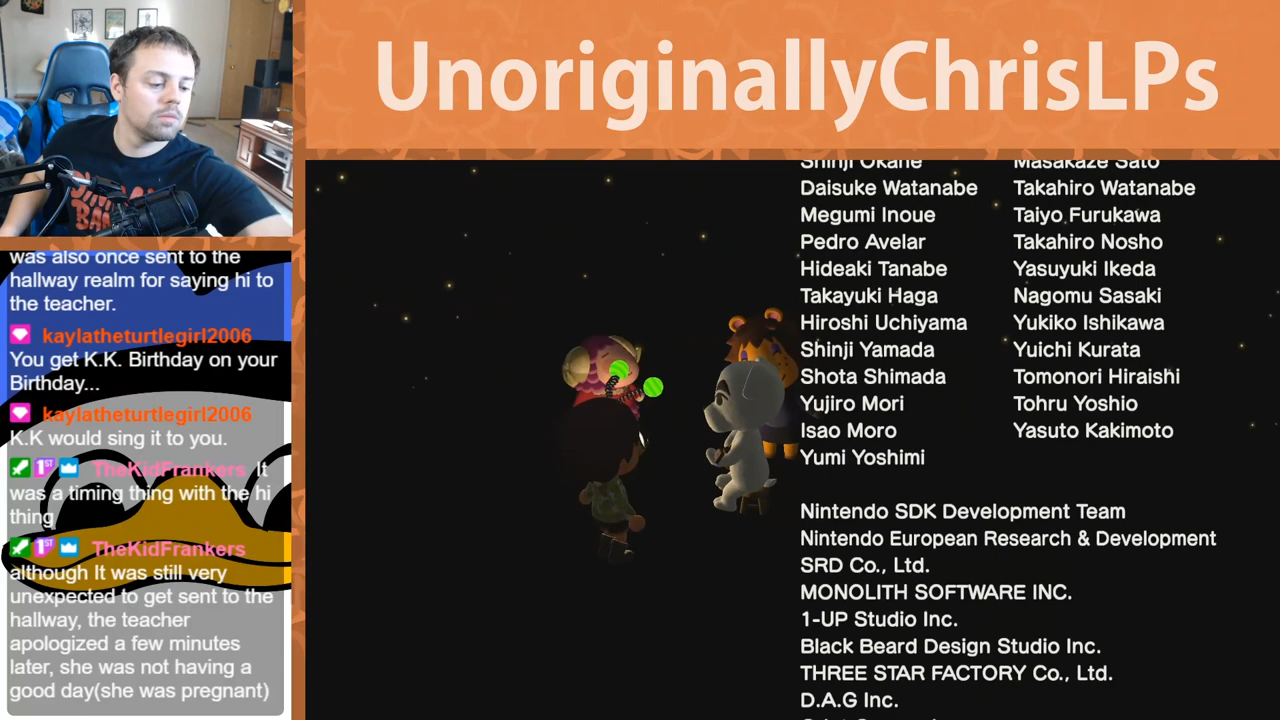 UnoriginallyChrisLPs
was also once sent to the
hallway realm for saying hi to
the teacher.
kaylatheturtlegirl2006
You get K.K. Birthday on your
Birthday...
kaylatheturtlegirl2006
K.K would sing it to you.
1ST TheKidFrankers It
was a timing thing with the hi
thing
1ST TheKidFrankers
although It was still very
unexpected to get sent to the
hallway, the teacher
apologized a few minutes
later, she was not having a
good day(she was pregnant)
Shinji Okane Masakaze Sato
Daisuke Watanabe Takahiro Watanabe
Megumi Inoue Taiyo Furukawa
Pedro Avelar Takahiro Nosho
Hideaki Tanabe Yasuyuki Ikeda
Takayuki Haga Nagomu Sasaki
Hiroshi Uchiyama Yukiko Ishikawa
Shinji Yamada Yuichi Kurata
Shota Shimada Tomonori Hiraishi
Yujiro Mori Tohru Yoshio
Isao Moro Yasuto Kakimoto
Yumi Yoshimi
Nintendo SDK Development Team
Nintendo European Research & Development
SRD Co., Ltd.
MONOLITH SOFTWARE INC.
1-UP Studio Inc.
Black Beard Design Studio Inc.
THREE STAR FACTORY Co., Ltd.
D.A.G Inc.